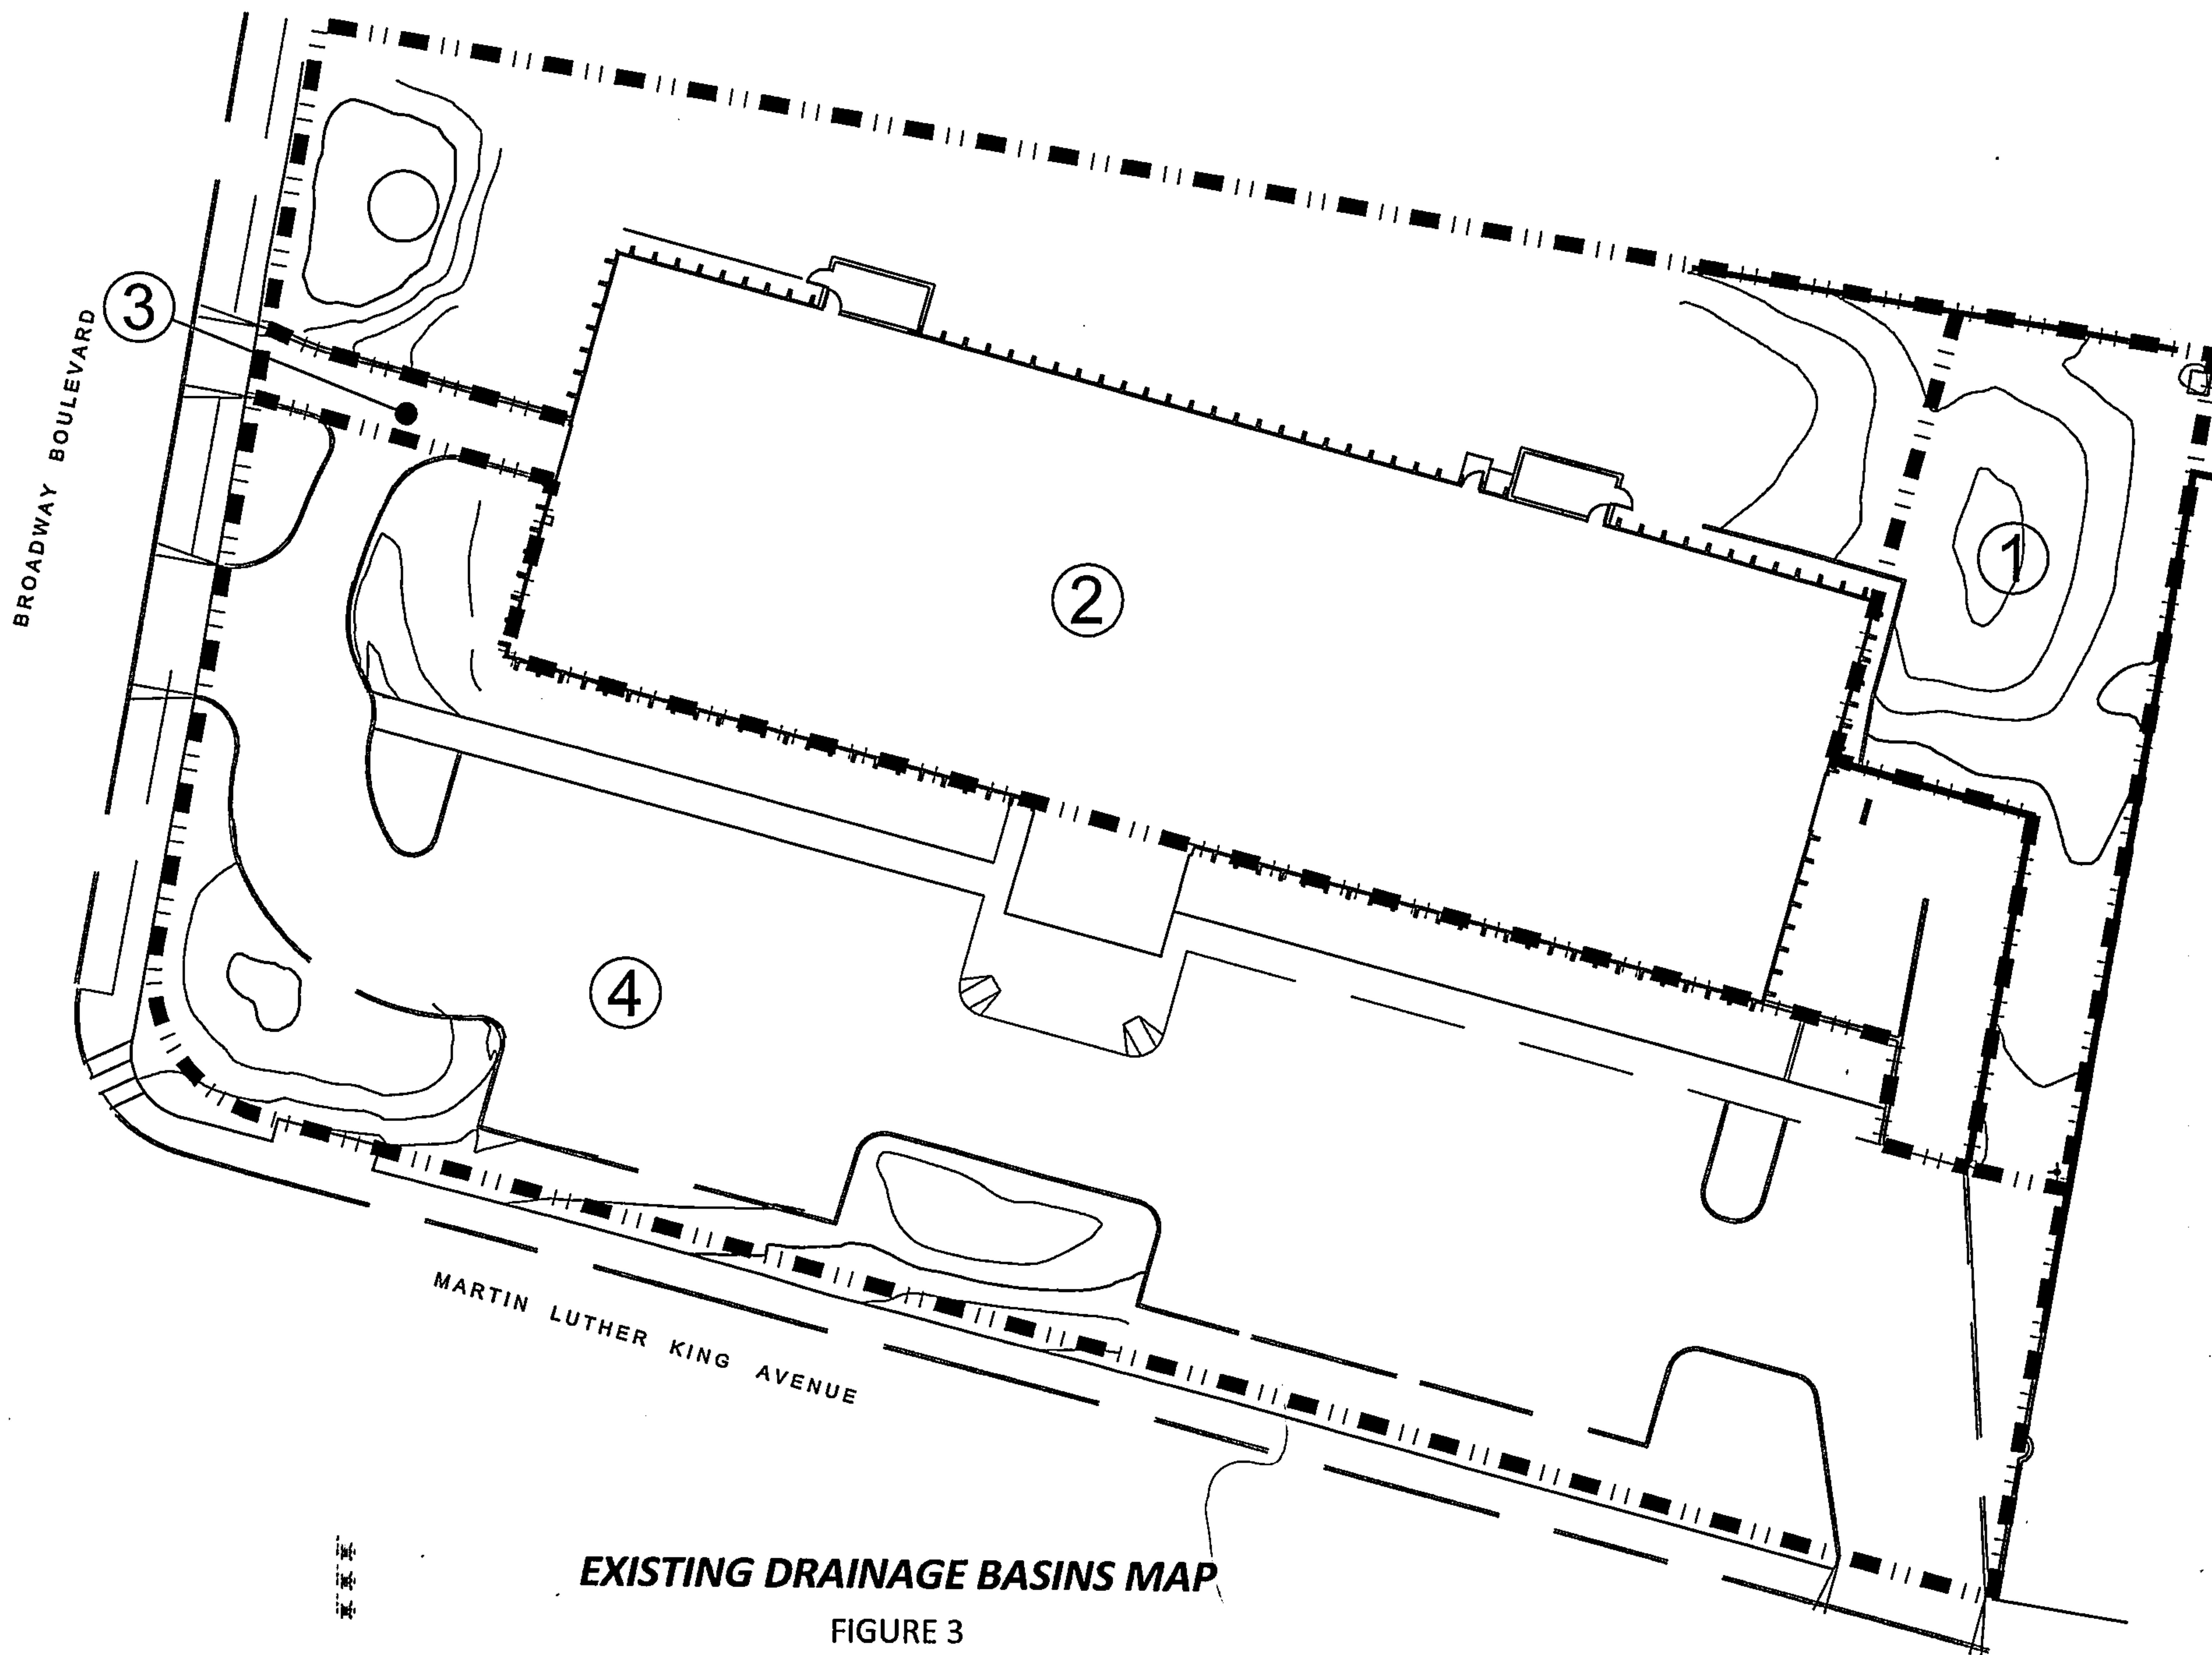 3
BROADWAY BOULEVARD
1
2
4
MARTIN LUTHER KING AVENUE
EXISTING DRAINAGE BASINS MAP
FIGURE 3